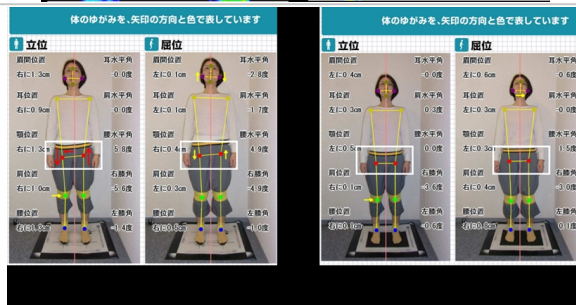 体のゆがみを、矢印の方向と色で表しています
立位
屈位
眉間位置
右に1.3cm
耳水平角
-0.0度
耳位置
右に0.9cm
肩水平角
0.0度
顎位置
右に1.3cm
腰水平角
5.8度
肩位置
右に1.0cm
右膝角
-5.6度
腰位置
右に1.3cm
左膝角
-1.4度
眉間位置
左に0.1cm
耳水平角
-2.8度
耳位置
左に0.1cm
肩水平角
-1.7度
顎位置
左に0.4cm
腰水平角
4.9度
肩位置
左に0.3cm
右膝角
-4.9度
腰位置
左膝角
-1.0度
体のゆがみを、矢印の方向と色で表しています
立位
屈位
眉間位置
左に0.4cm
耳水平角
-0.0度
耳位置
左に0.3cm
肩水平角
0.3度
顎位置
左に0.5cm
腰水平角
0.0度
肩位置
右に0.1cm
右膝角
-3.6度
腰位置
右に0.1cm
左膝角
-0.6度
眉間位置
左に0.6cm
耳水平角
-0.6度
耳位置
左に0.3cm
肩水平角
-0.0度
顎位置
左に0.3cm
腰水平角
1.5度
肩位置
右に0.4cm
右膝角
-3.0度
腰位置
左膝角
0.1度